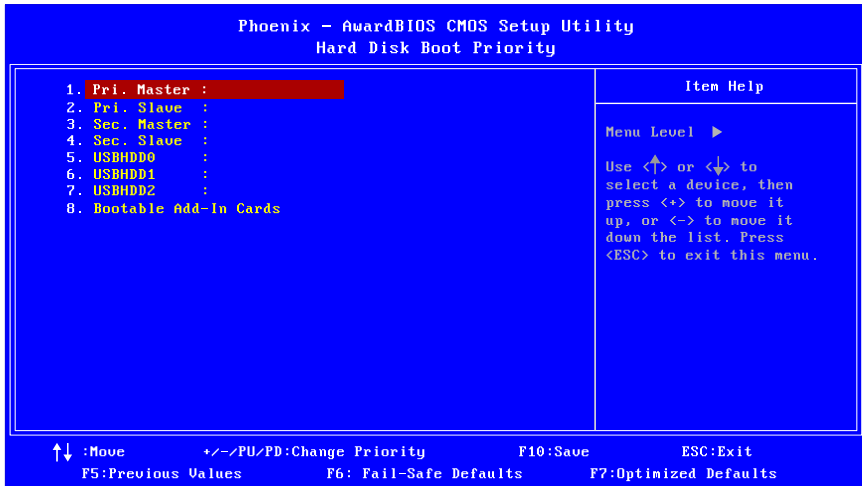 Phoenix – AwardBIOS CMOS Setup Utility
Hard Disk Boot Priority
1. Pri. Master :
2. Pri. Slave :
3. Sec. Master :
4. Sec. Slave :
5. USBHDD0 :
6. USBHDD1 :
7. USBHDD2 :
8. Bootable Add-In Cards
Item Help
Menu Level ▶
Use <↑> or <↓> to
select a device, then
press <+> to move it
up, or <-> to move it
down the list. Press
<ESC> to exit this menu.
↑↓ :Move +/-/PU/PD:Change Priority F10:Save ESC:Exit
F5:Previous Values F6: Fail-Safe Defaults F7:Optimized Defaults